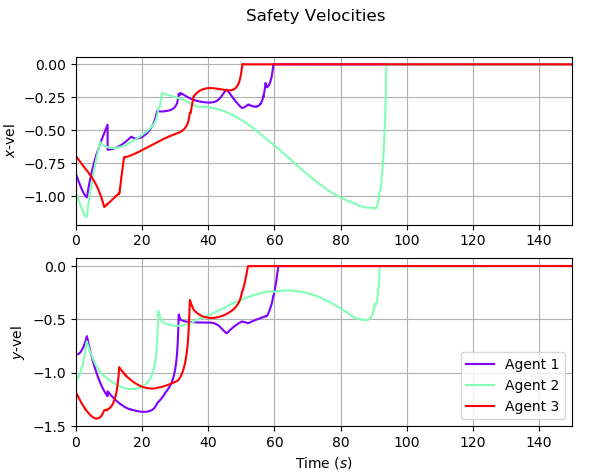 Safety Velocities
0.00
−0.25
−0.50
−0.75
−1.00
x-vel
0 20 40 60 80 100 120 140
0.0
−0.5
−1.0
−1.5
y-vel
Agent 1
Agent 2
Agent 3
0 20 40 60 80 100 120 140
Time (s)